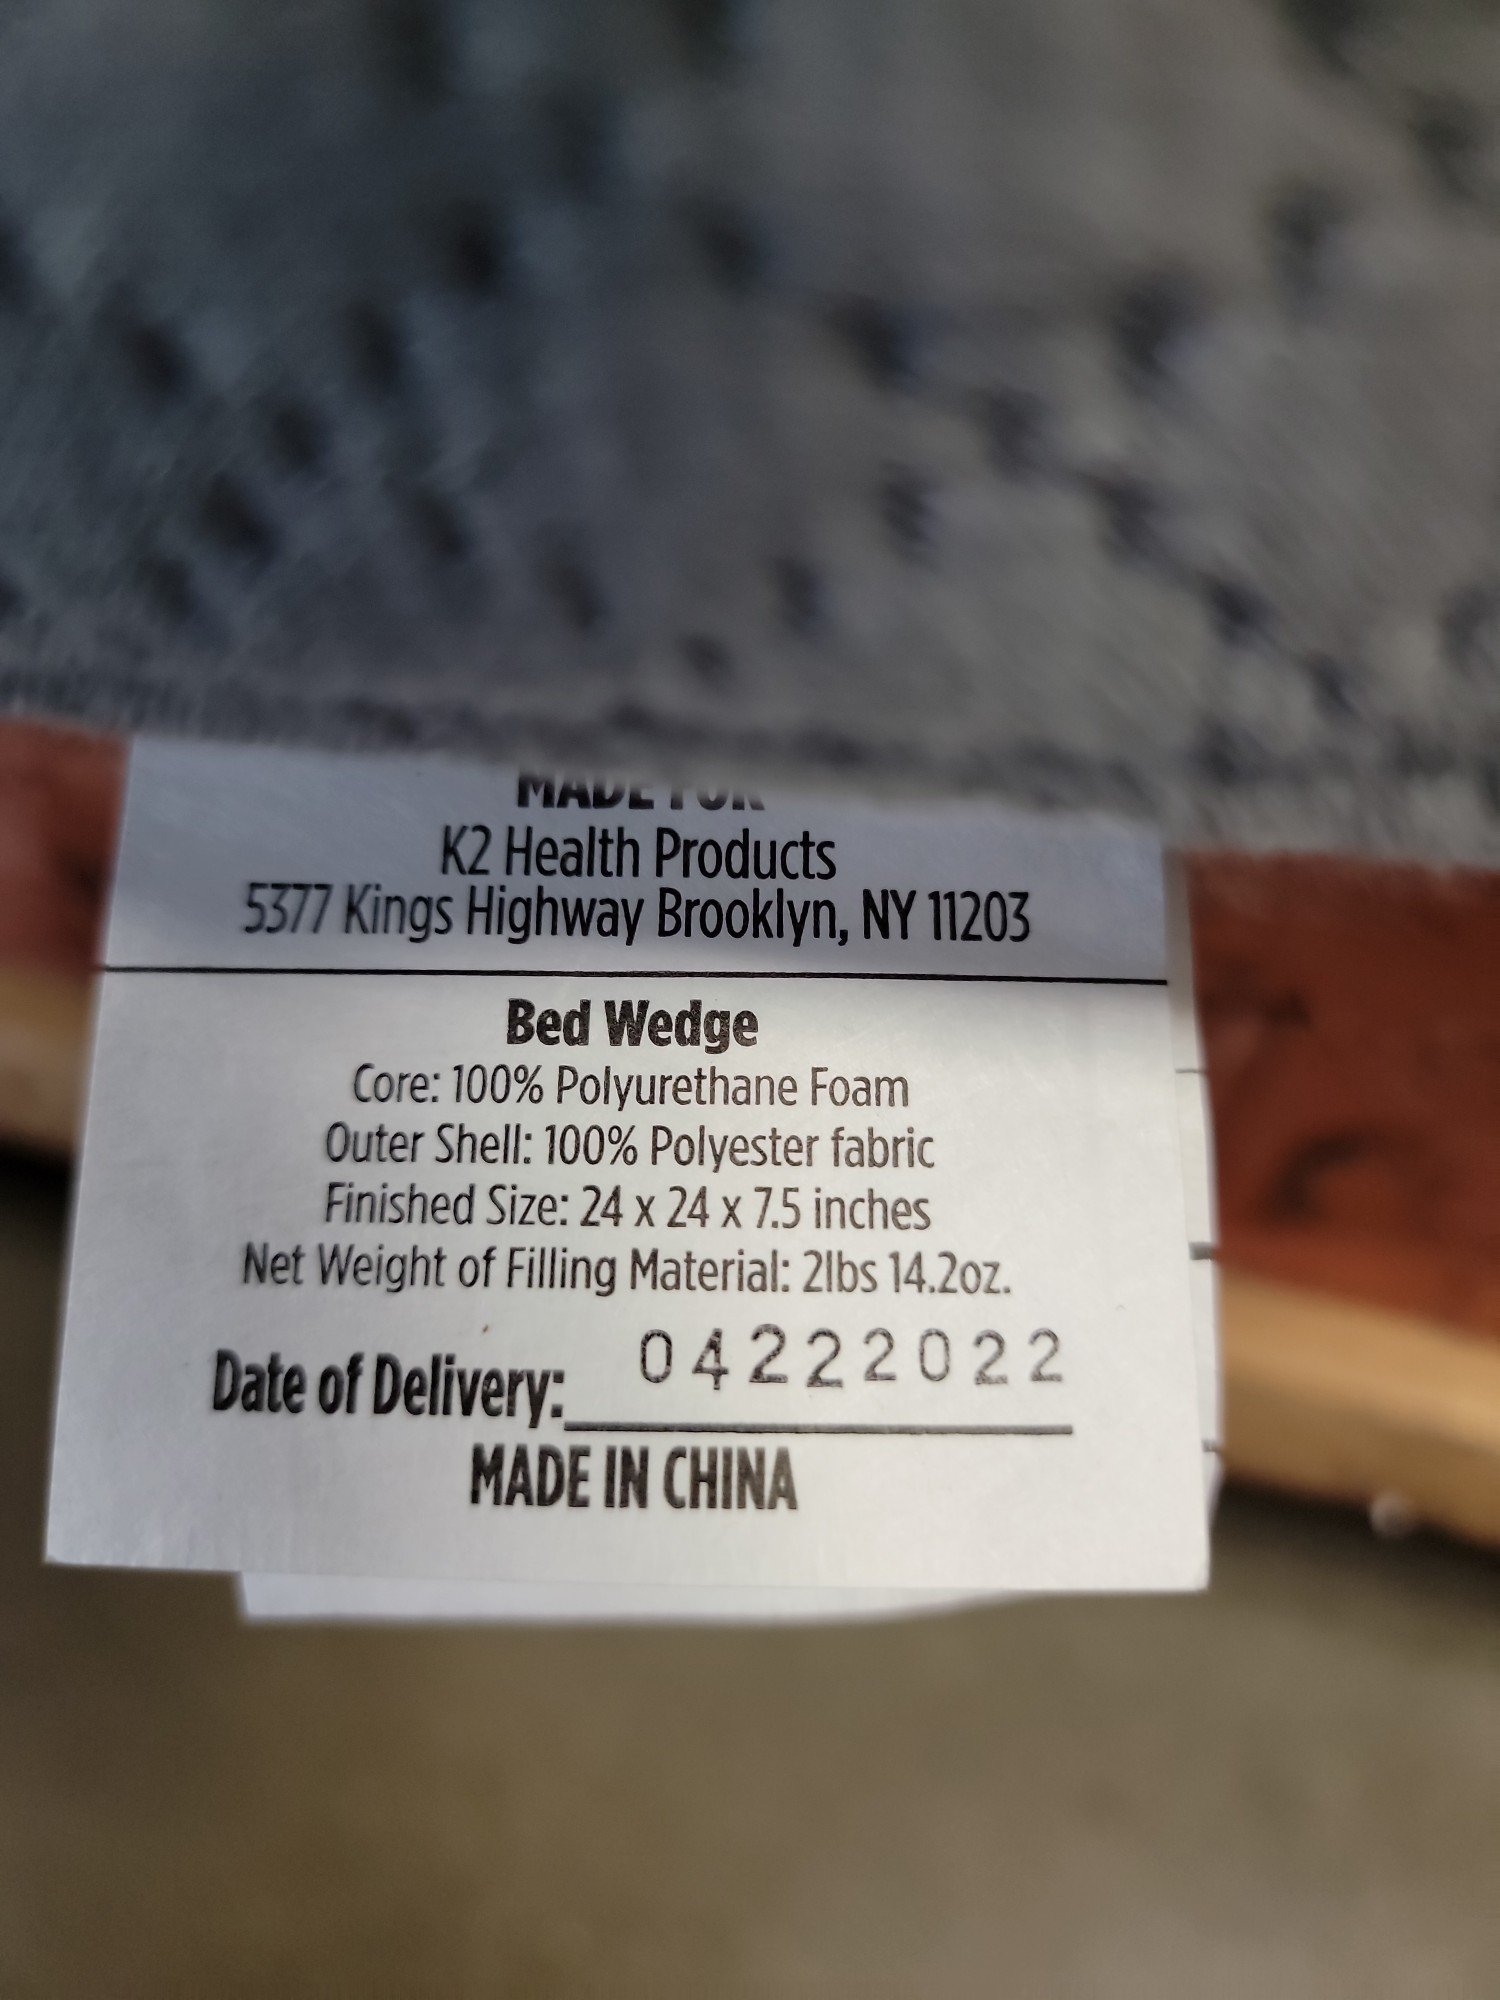 MADE FOR
K2 Health Products
5377 Kings Highway Brooklyn, NY 11203
Bed Wedge
Core: 100% Polyurethane Foam
Outer Shell: 100% Polyester fabric
Finished Size: 24 x 24 x 7.5 inches
Net Weight of Filling Material: 2lbs 14.2oz.
Date of Delivery: 04222022
MADE IN CHINA